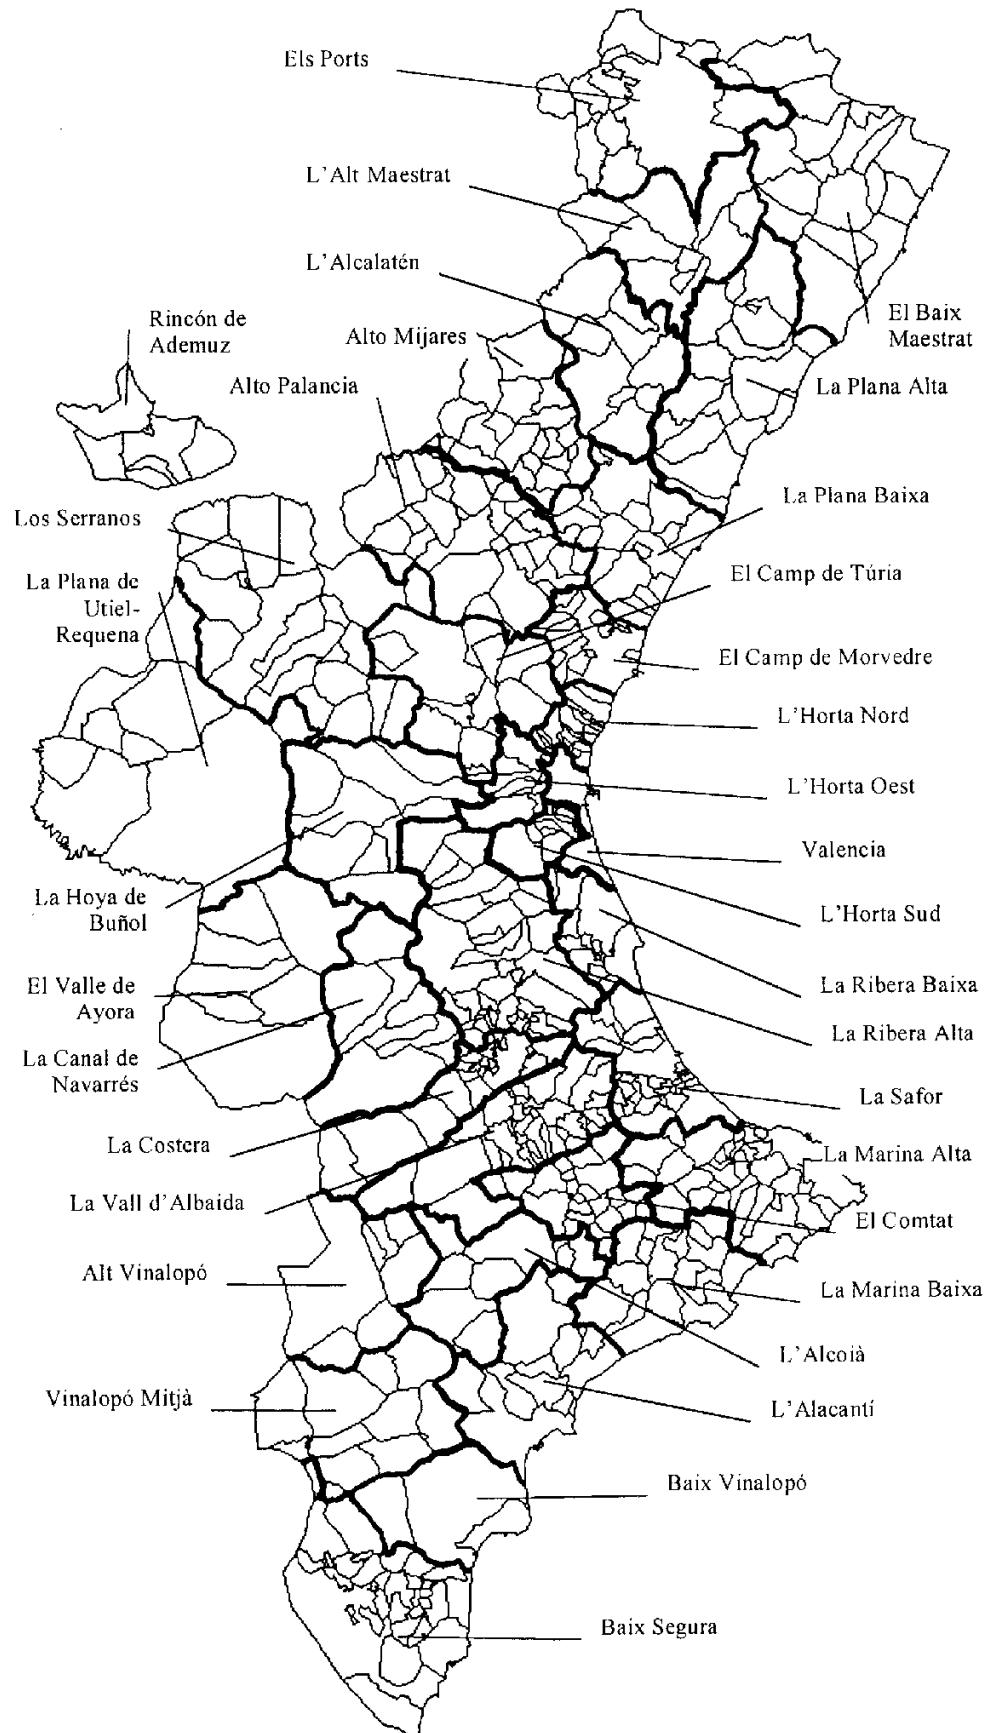 Els Ports
L'Alt Maestrat
L'Alcalatén
Rincón de
Ademuz
Alto Mijares
El Baix
Maestrat
Alto Palancia
La Plana Alta
La Plana Baixa
Los Serranos
La Plana de
Utiel-
Requena
El Camp de Túria
El Camp de Morvedre
L'Horta Nord
L'Horta Oest
Valencia
La Hoya de
Buñol
L'Horta Sud
El Valle de
Ayora
La Ribera Baixa
La Ribera Alta
La Canal de
Navarrés
La Safor
La Costera
La Marina Alta
La Vall d'Albaida
El Comtat
Alt Vinalopó
La Marina Baixa
L'Alcoià
Vinalopó Mitjà
L'Alacantí
Baix Vinalopó
Baix Segura